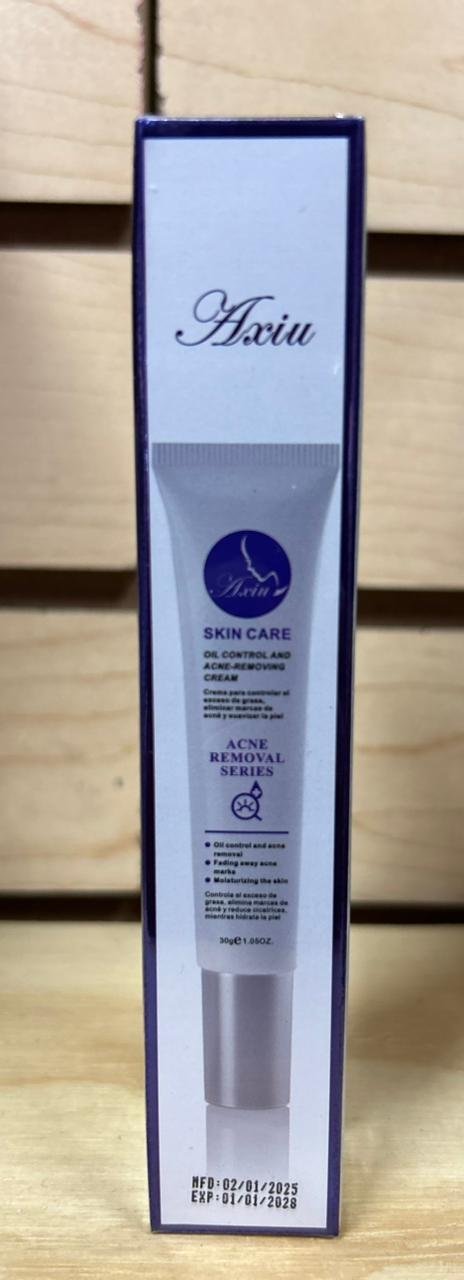 Axiu
Axiu
SKIN CARE
OIL CONTROL AND
ACNE-REMOVING
CREAM
Crema para controlar el
exceso de grasa,
eliminar marcas de
acné y suavizar la piel
ACNE
REMOVAL
SERIES
Oil control and acne
removal
Fading away acne
marks
Moisturizing the skin
Controla el exceso de
grasa, elimina marcas de
acné y reduce cicatrices,
mientras hidrata la piel
30g℮1.05OZ.
MFD:02/01/2025
EXP:01/01/2028